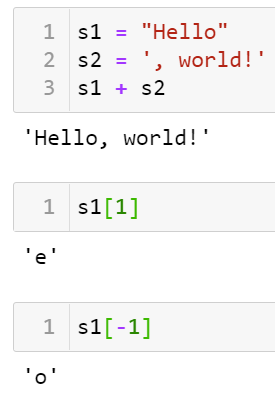 1 s1 = "Hello"
2 s2 = ', world!'
3 s1 + s2
'Hello, world!'
1 s1[1]
'e'
1 s1[-1]
'o'